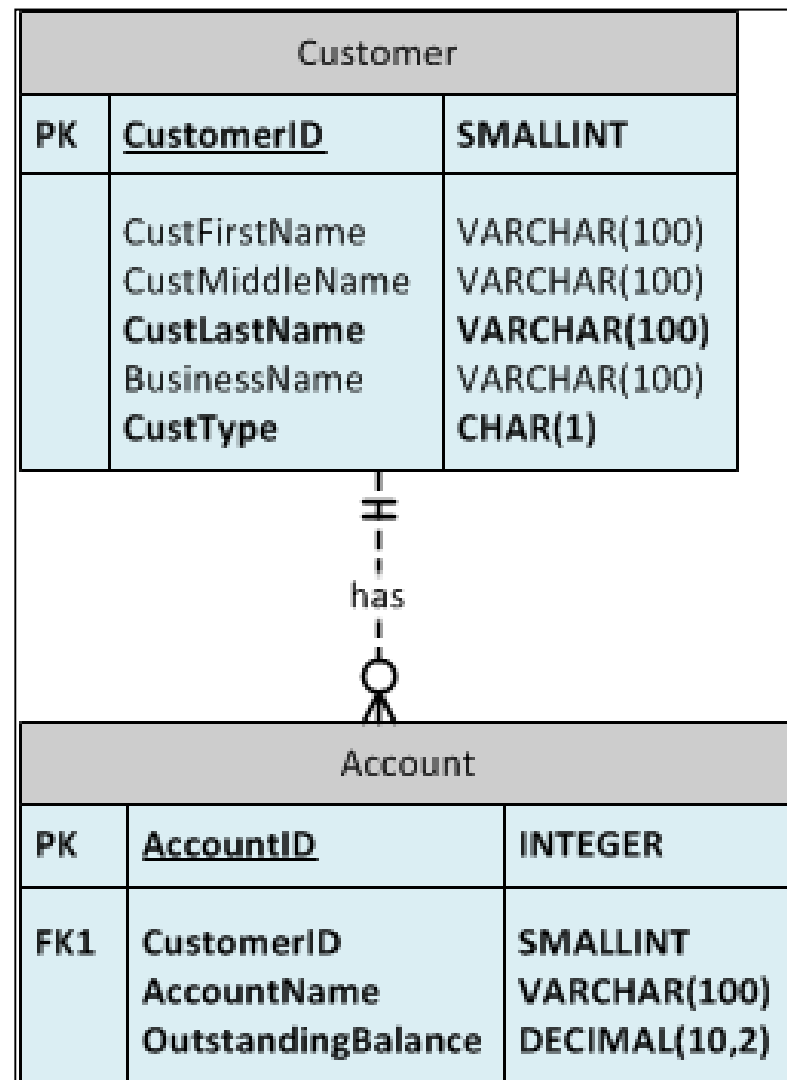 Customer
PK CustomerID SMALLINT
CustFirstName VARCHAR(100)
CustMiddleName VARCHAR(100)
CustLastName VARCHAR(100)
BusinessName VARCHAR(100)
CustType CHAR(1)
has
Account
PK AccountID INTEGER
FK1 CustomerID SMALLINT
AccountName VARCHAR(100)
OutstandingBalance DECIMAL(10,2)